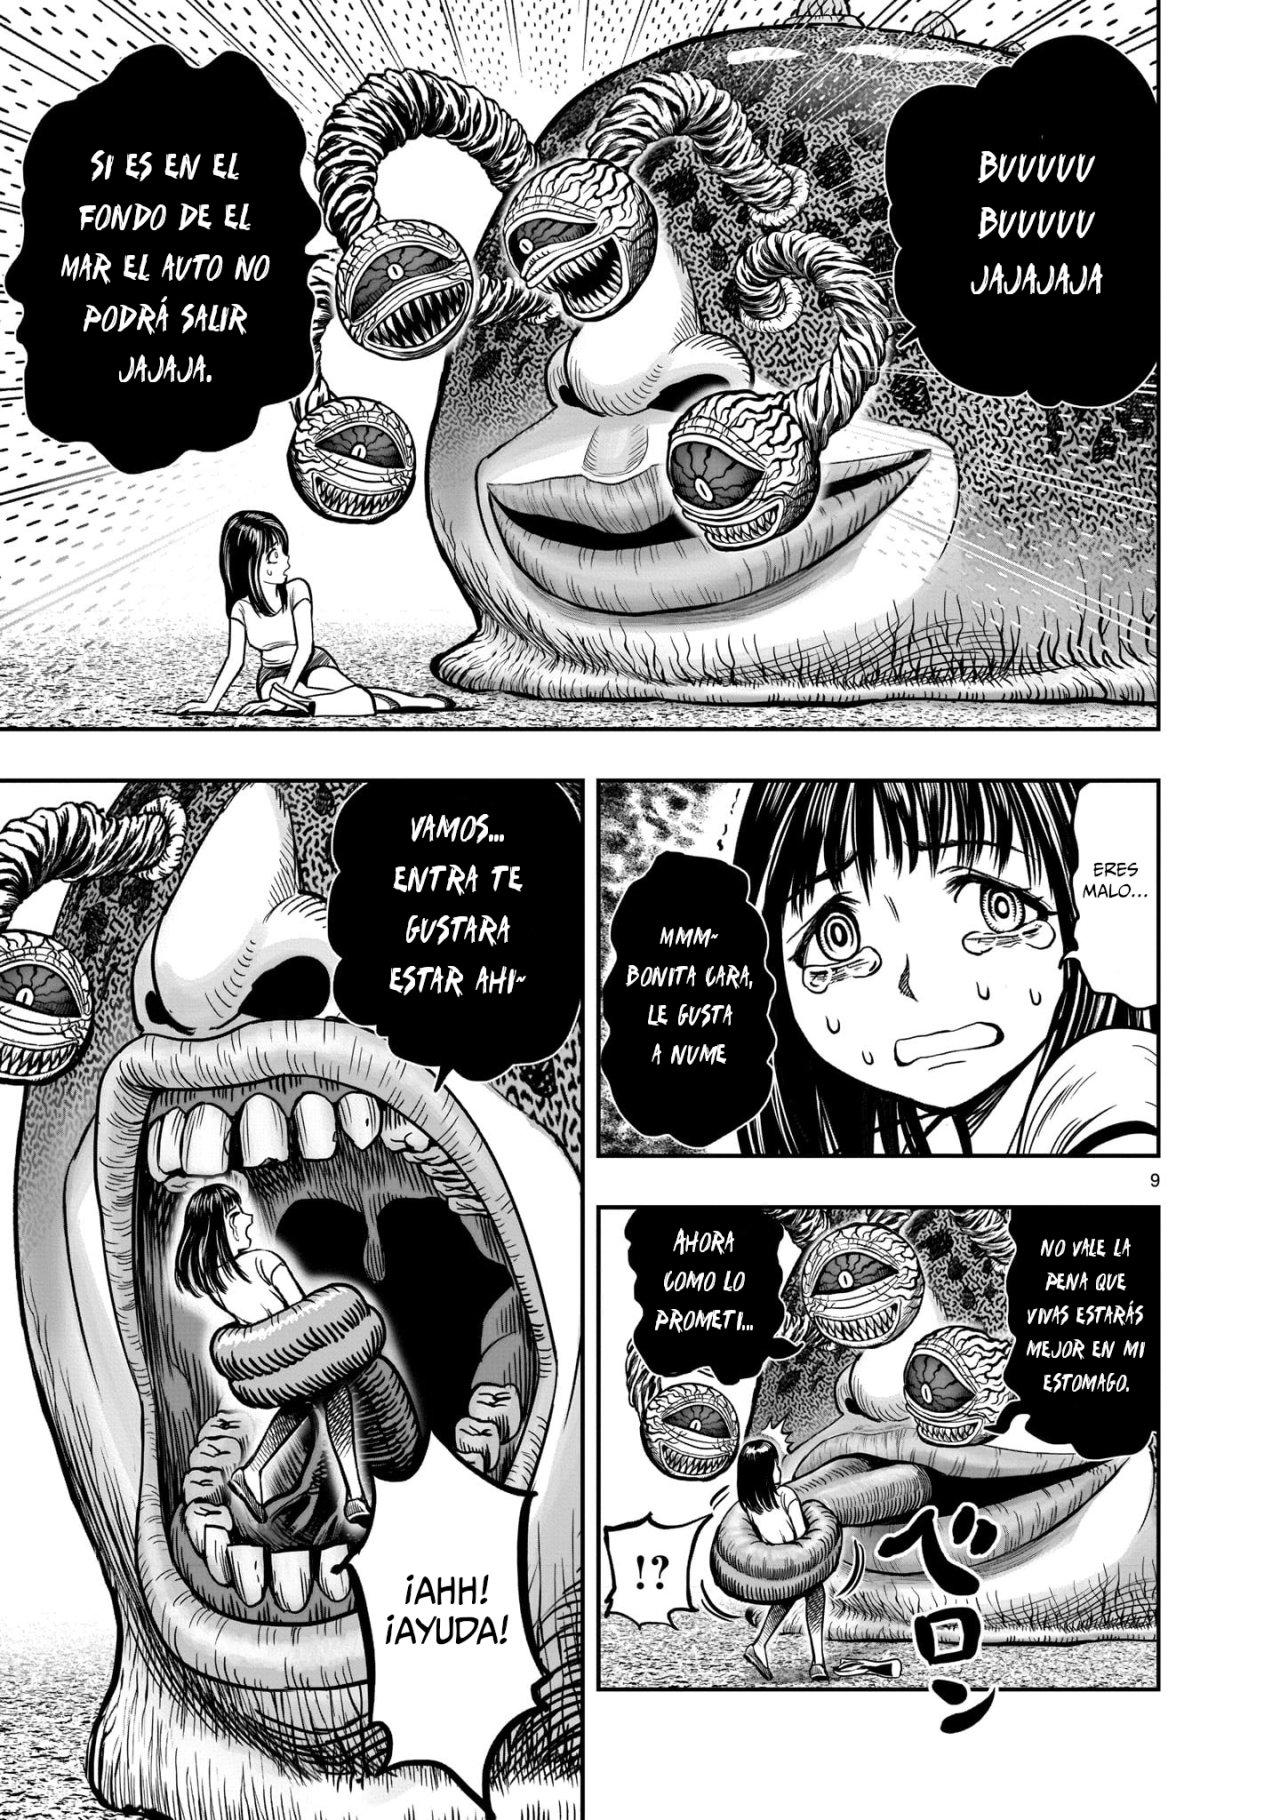 BUUUUU
BUUUUU
JAJAJAJA
SI ES EN EL
FONDO DE EL
MAR EL AUTO NO
PODRÁ SALIR
JAJAJA.
ERES
MALO...
MMM~
BONITA CARA,
LE GUSTA
A NUME
9
NO VALE LA
PENA QUE
VIVAS ESTARÁS
MEJOR EN MI
ESTOMAGO.
AHORA
COMO LO
PROMETI...
!?
ベロン
VAMOS...
ENTRA TE
GUSTARA
ESTAR AHI~
¡AHH!
¡AYUDA!